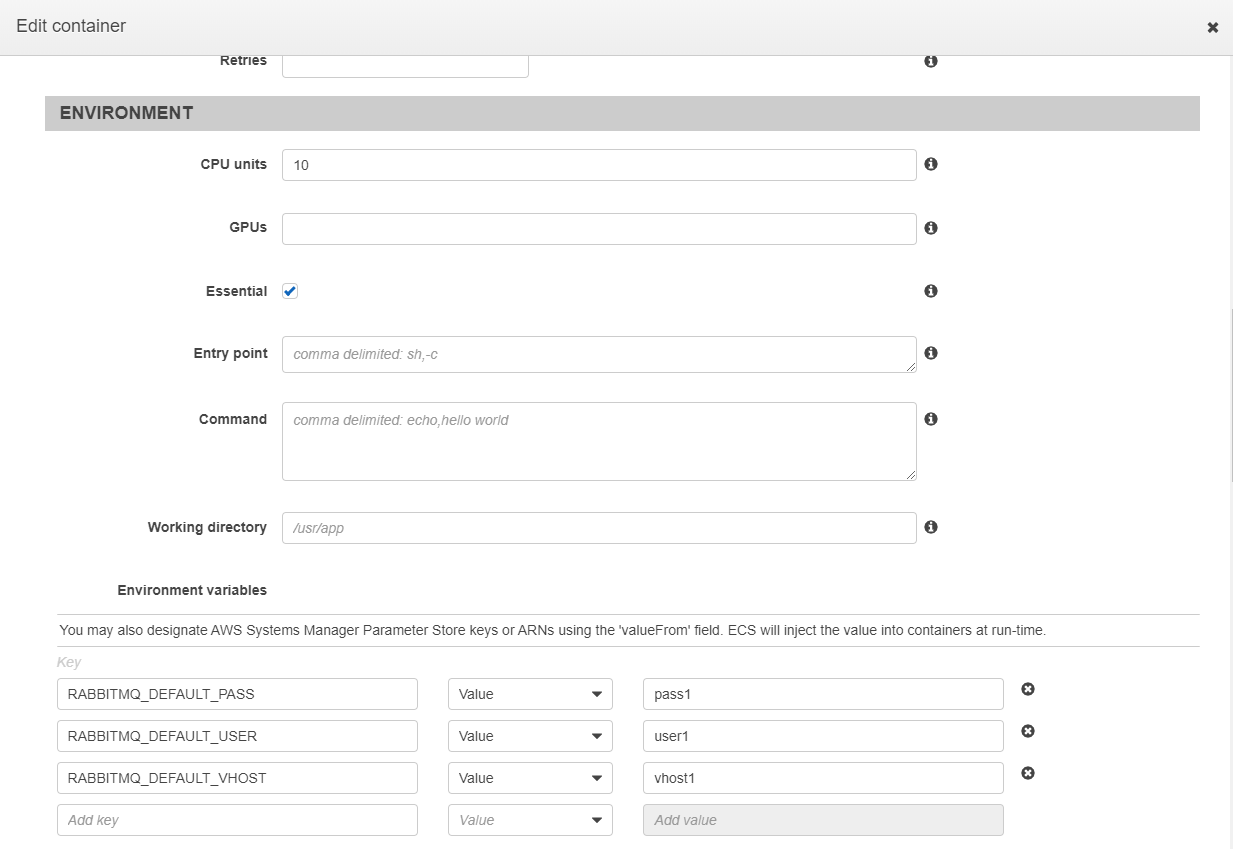 Edit container
Retries
ENVIRONMENT
CPU units 10
GPUs
Essential
Entry point comma delimited: sh,-c
Command comma delimited: echo,hello world
Working directory /usr/app
Environment variables
You may also designate AWS Systems Manager Parameter Store keys or ARNs using the 'valueFrom' field. ECS will inject the value into containers at run-time.
Key
RABBITMQ_DEFAULT_PASS Value pass1
RABBITMQ_DEFAULT_USER Value user1
RABBITMQ_DEFAULT_VHOST Value vhost1
Add key Value Add value